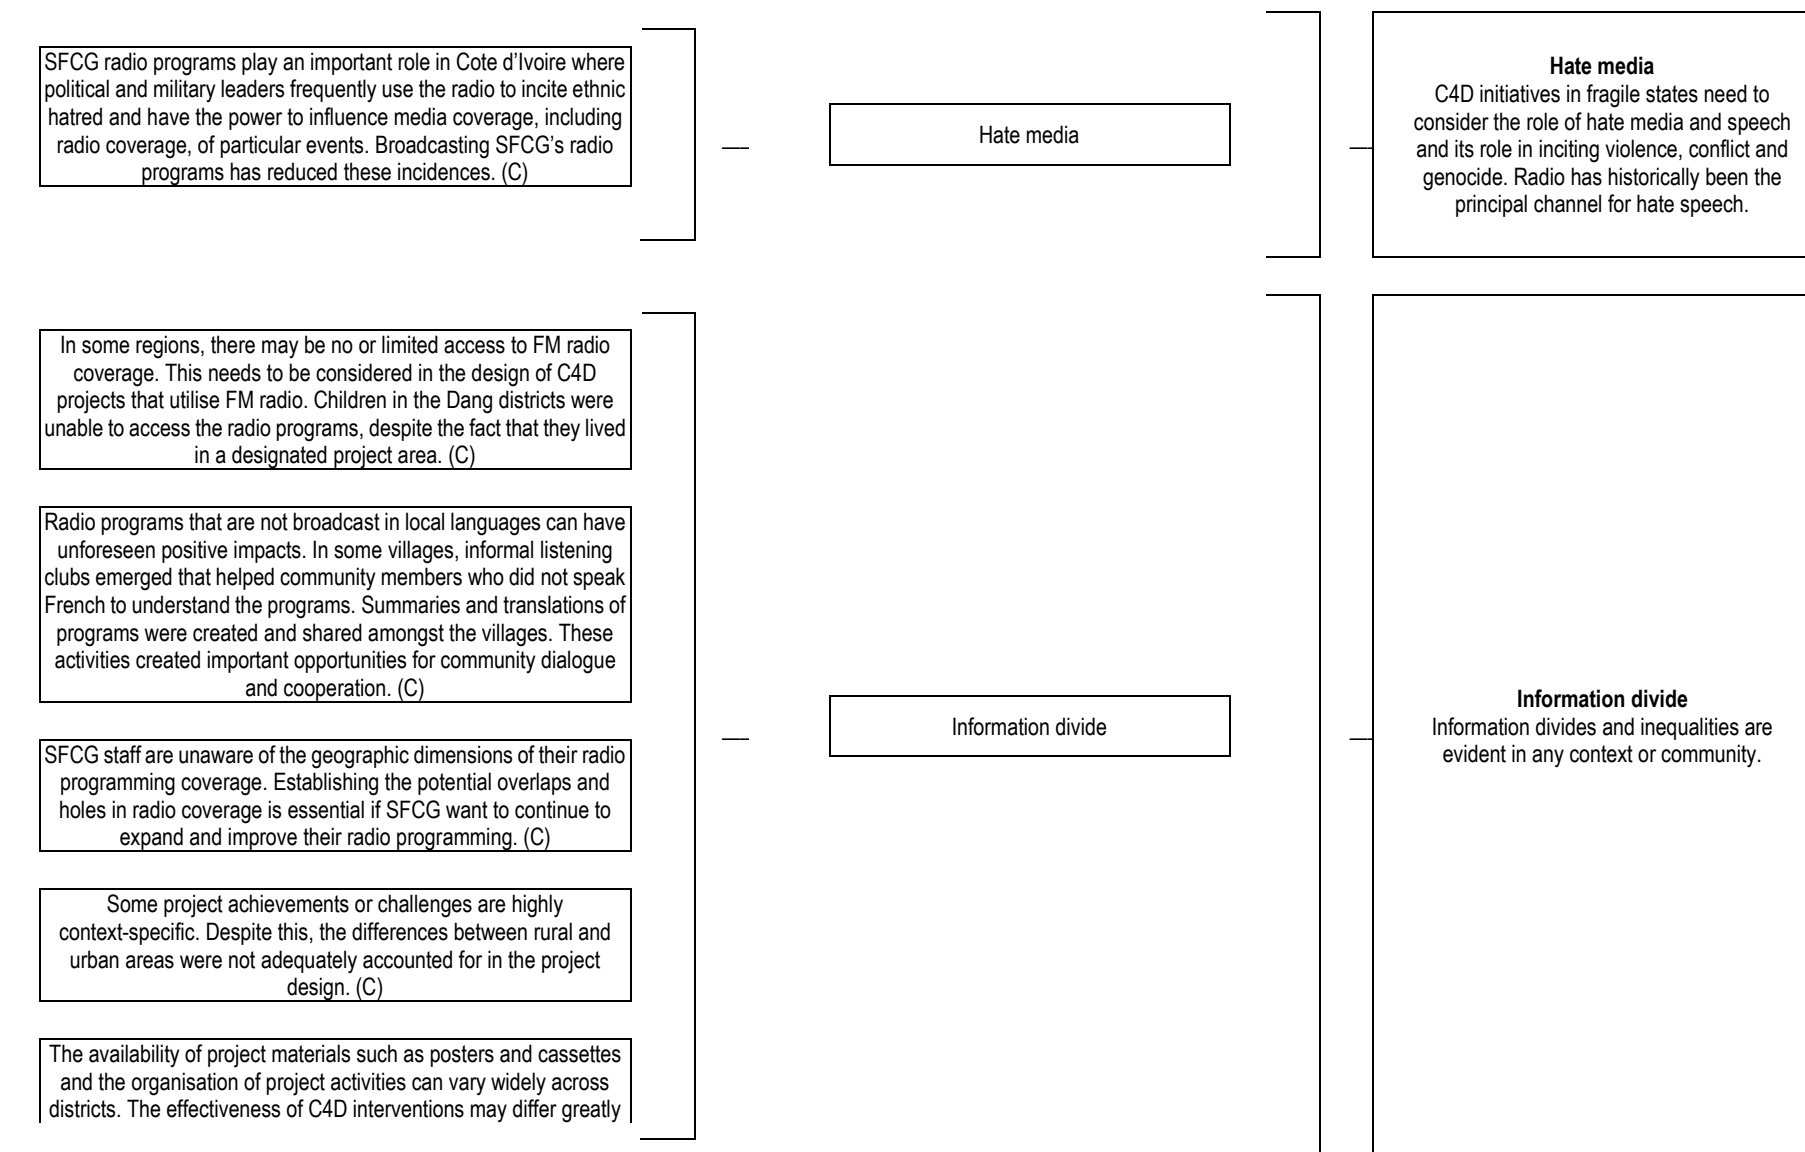 SFCG radio programs play an important role in Cote d’Ivoire where
political and military leaders frequently use the radio to incite ethnic
hatred and have the power to influence media coverage, including
radio coverage, of particular events. Broadcasting SFCG’s radio
programs has reduced these incidences. (C)
Hate media
Hate media
C4D initiatives in fragile states need to
consider the role of hate media and speech
and its role in inciting violence, conflict and
genocide. Radio has historically been the
principal channel for hate speech.
In some regions, there may be no or limited access to FM radio
coverage. This needs to be considered in the design of C4D
projects that utilise FM radio. Children in the Dang districts were
unable to access the radio programs, despite the fact that they lived
in a designated project area. (C)
Radio programs that are not broadcast in local languages can have
unforeseen positive impacts. In some villages, informal listening
clubs emerged that helped community members who did not speak
French to understand the programs. Summaries and translations of
programs were created and shared amongst the villages. These
activities created important opportunities for community dialogue
and cooperation. (C)
SFCG staff are unaware of the geographic dimensions of their radio
programming coverage. Establishing the potential overlaps and
holes in radio coverage is essential if SFCG want to continue to
expand and improve their radio programming. (C)
Some project achievements or challenges are highly
context-specific. Despite this, the differences between rural and
urban areas were not adequately accounted for in the project
design. (C)
The availability of project materials such as posters and cassettes
and the organisation of project activities can vary widely across
districts. The effectiveness of C4D interventions may differ greatly
Information divide
Information divide
Information divides and inequalities are
evident in any context or community.